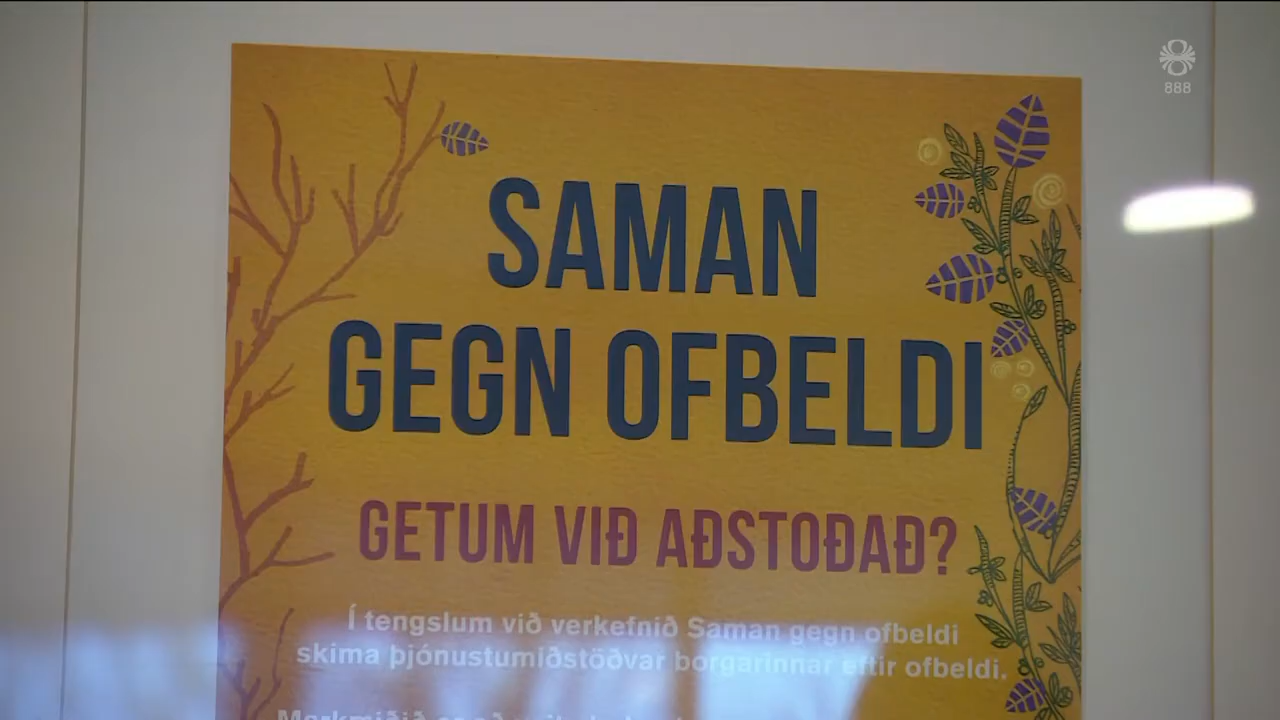 888
SAMAN
GEGN OFBELDI
GETUM VIÐ AÐSTOÐAÐ?
Í tengslum við verkefnið Saman gegn ofbeldi
skima þjónustumiðstöðvar borgarinnar eftir ofbeldi.